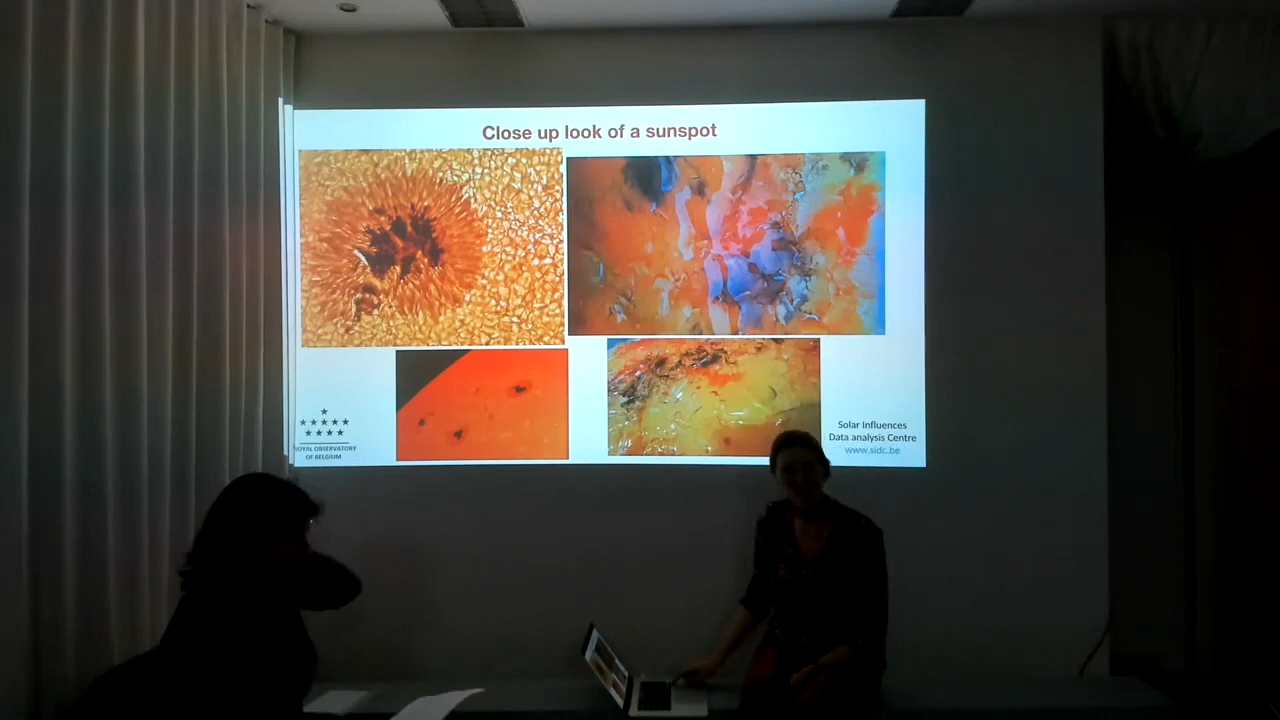 Close up look of a sunspot
ROYAL OBSERVATORY
OF BELGIUM
Solar Influences
Data analysis Centre
www.sidc.be